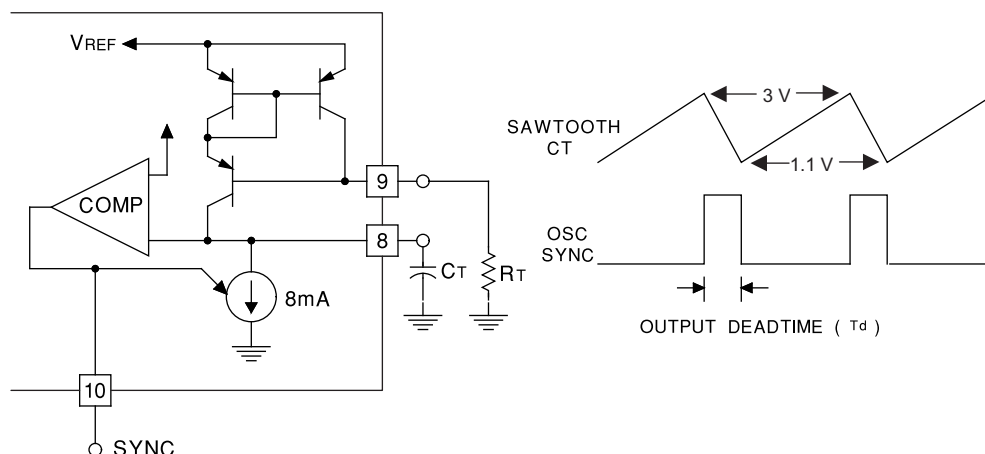 VREF
COMP
9
8
CT
RT
8mA
10
SYNC
SAWTOOTH
CT
3 V
1.1 V
OSC
SYNC
OUTPUT DEADTIME ( Td )